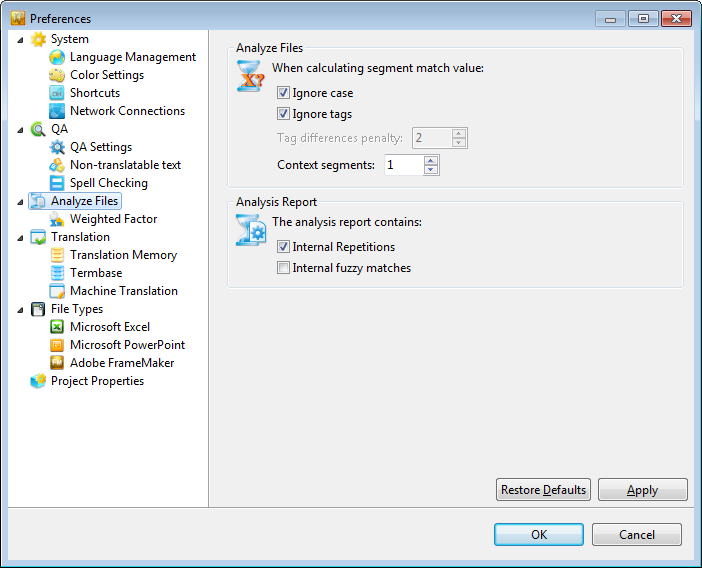 Preferences
System
Language Management
Color Settings
Shortcuts
Network Connections
QA
QA Settings
Non-translatable text
Spell Checking
Analyze Files
Weighted Factor
Translation
Translation Memory
Termbase
Machine Translation
File Types
Microsoft Excel
Microsoft PowerPoint
Adobe FrameMaker
Project Properties
Analyze Files
When calculating segment match value:
Ignore case
Ignore tags
Tag differences penalty: 2
Context segments: 1
Analysis Report
The analysis report contains:
Internal Repetitions
Internal fuzzy matches
Restore Defaults Apply
OK Cancel